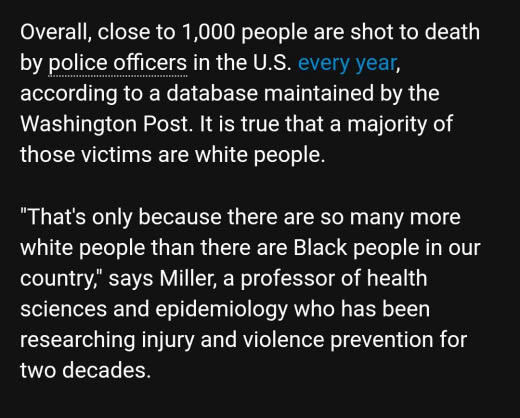 Overall, close to 1,000 people are shot to death
by police officers in the U.S. every year,
according to a database maintained by the
Washington Post. It is true that a majority of
those victims are white people.
"That's only because there are so many more
white people than there are Black people in our
country," says Miller, a professor of health
sciences and epidemiology who has been
researching injury and violence prevention for
two decades.